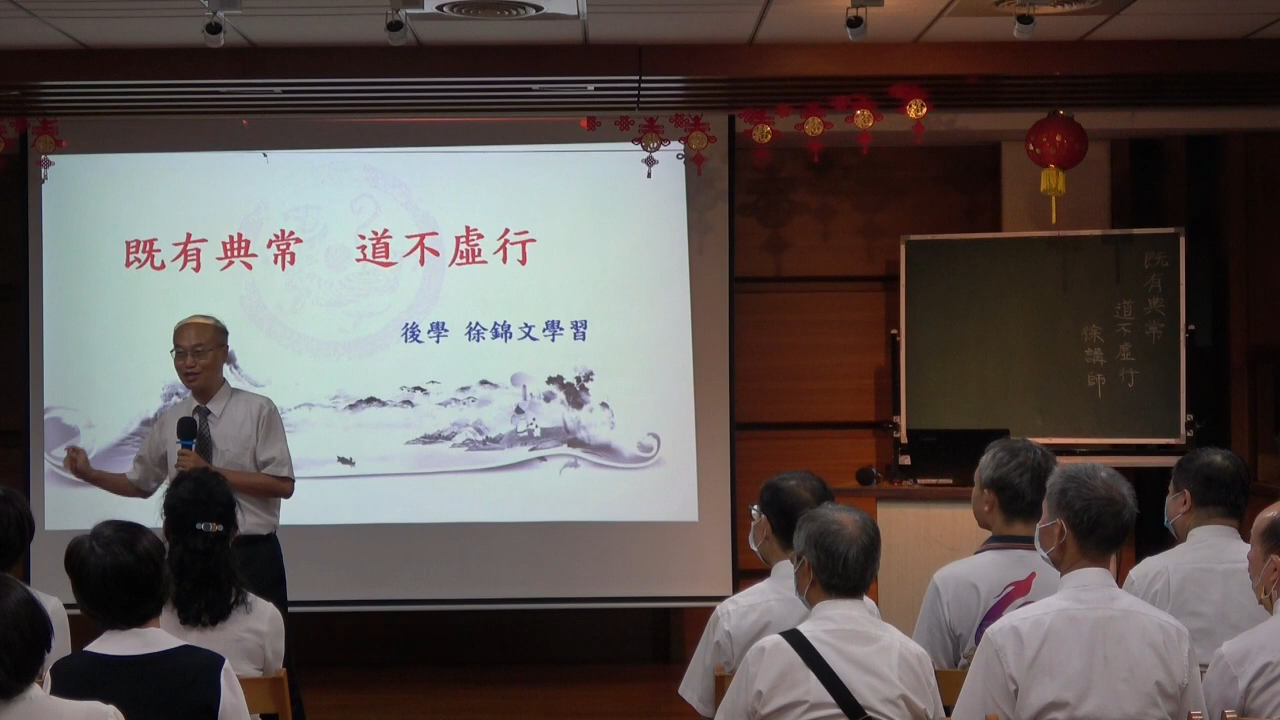 既有典常　道不虛行
後學 徐錦文學習
既有典常
道不虛行
徐講師